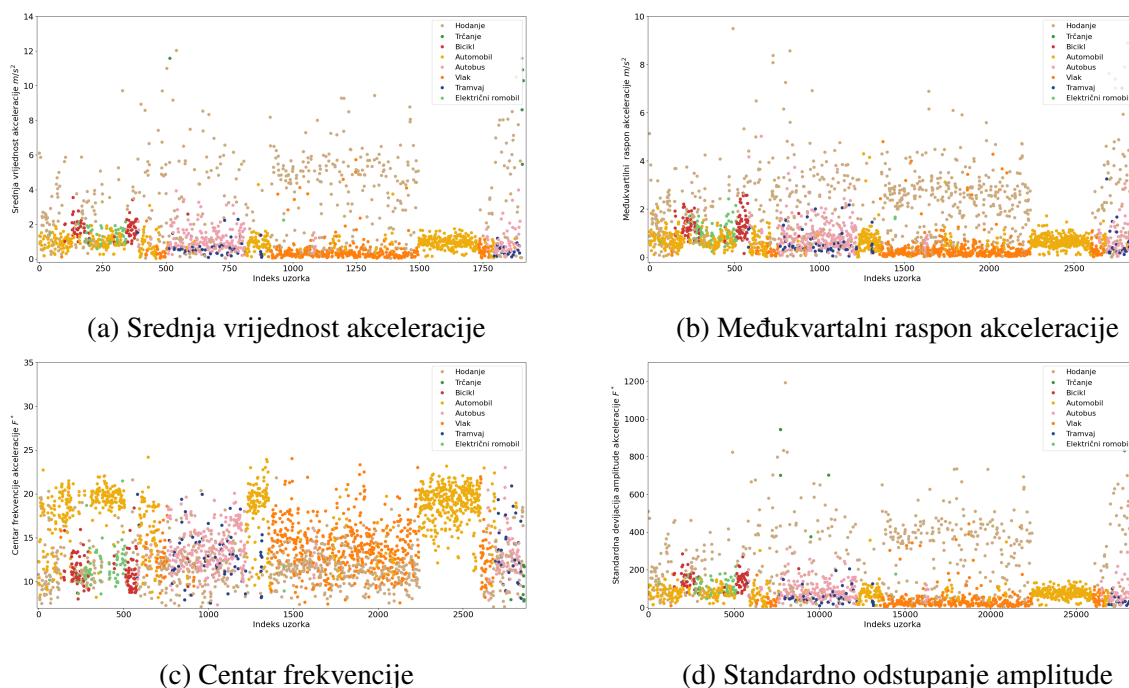 14
12
10
8
6
4
2
0
Srednja vrijednost akceleracije m/s²
0 250 500 750 1000 1250 1500 1750
Indeks uzorka
Hodanje
Trčanje
Bicikl
Automobil
Autobus
Vlak
Tramvaj
Električni romobil
(a) Srednja vrijednost akceleracije
10
8
6
4
2
0
Međukvartilni raspon akceleracije m/s²
0 500 1000 1500 2000 2500
Indeks uzorka
Hodanje
Trčanje
Bicikl
Automobil
Autobus
Vlak
Tramvaj
Električni romobil
(b) Međukvartalni raspon akceleracije
35
30
25
20
15
10
Centar frekvencije akceleracije F*
0 500 1000 1500 2000 2500
Indeks uzorka
Hodanje
Trčanje
Bicikl
Automobil
Autobus
Vlak
Tramvaj
Električni romobil
(c) Centar frekvencije
1200
1000
800
600
400
200
0
Standardna devijacija amplitude akceleracije F*
0 5000 10000 15000 20000 25000
Indeks uzorka
Hodanje
Trčanje
Bicikl
Automobil
Autobus
Vlak
Tramvaj
Električni romobil
(d) Standardno odstupanje amplitude